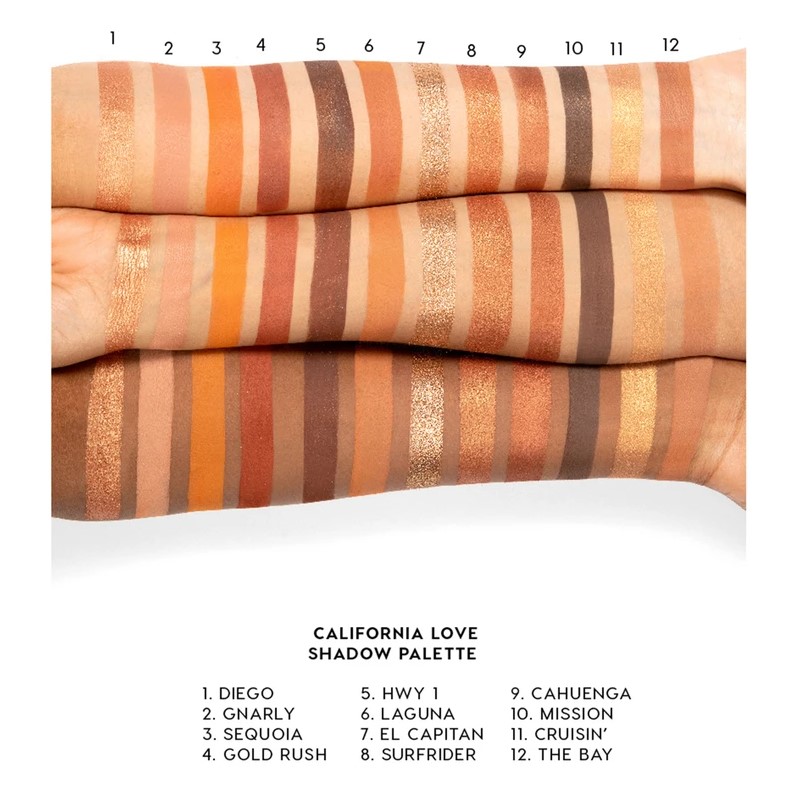 1 2 3 4 5 6 7 8 9 10 11 12
CALIFORNIA LOVE
SHADOW PALETTE
1. DIEGO
2. GNARLY
3. SEQUOIA
4. GOLD RUSH
5. HWY 1
6. LAGUNA
7. EL CAPITAN
8. SURFRIDER
9. CAHUENGA
10. MISSION
11. CRUISIN’
12. THE BAY